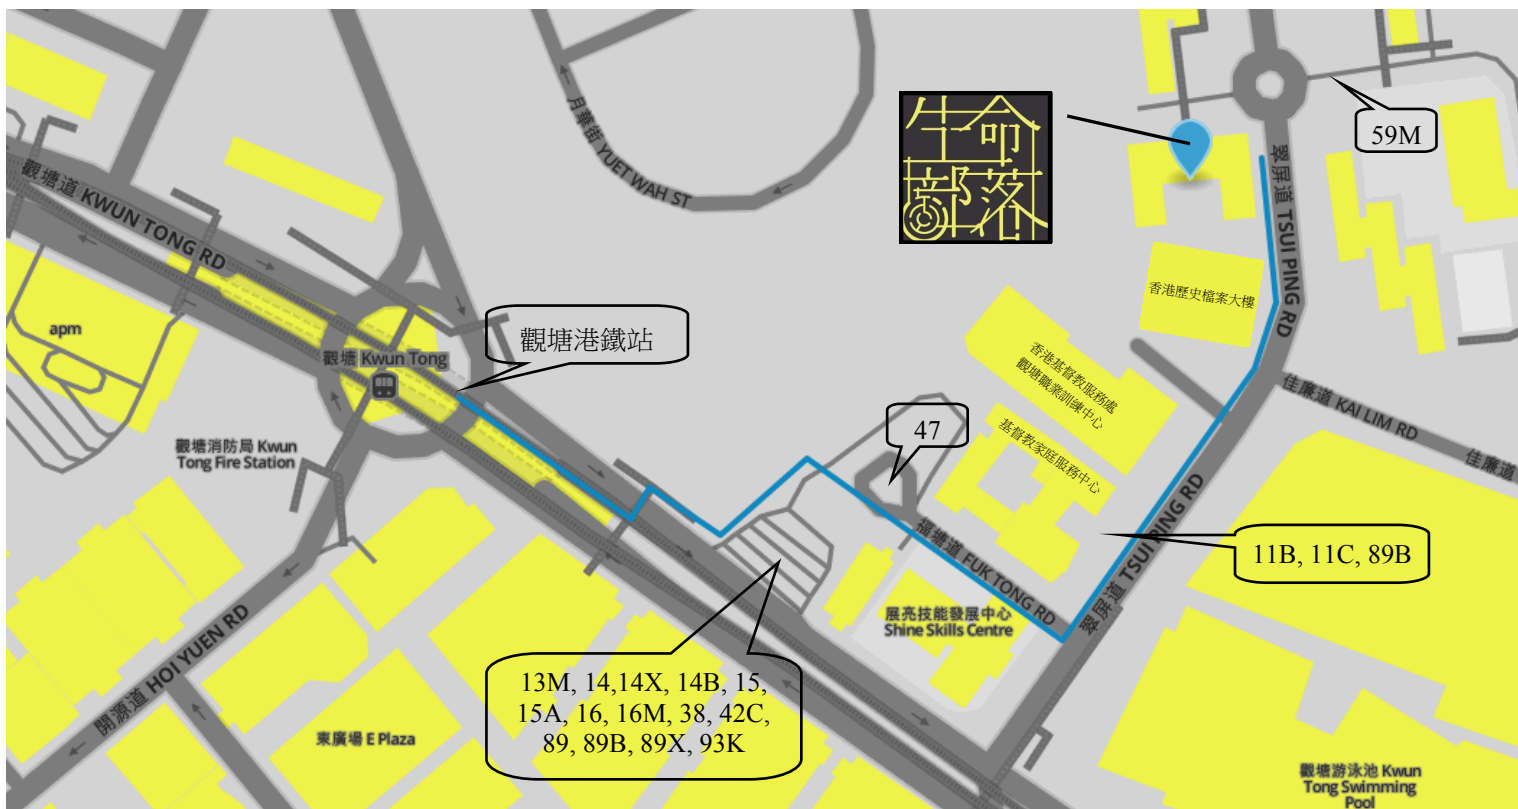 月華街 YUET WAH ST
生命
部落
59M
觀塘道 KWUN TONG RD
翠屏道 TSUI PING RD
香港歷史檔案大樓
apm
觀塘 Kwun Tong
觀塘港鐵站
香港基督教服務處
觀塘職業訓練中心
佳廉道 KAI LIM RD
佳廉道
觀塘消防局 Kwun
Tong Fire Station
47
基督教家庭服務中心
福塘道 FUK TONG RD
翠屏道 TSUI PING RD
11B, 11C, 89B
展亮技能發展中心
Shine Skills Centre
開源道 HOI YUEN RD
13M, 14,14X, 14B, 15,
15A, 16, 16M, 38, 42C,
89, 89B, 89X, 93K
東廣場 E Plaza
觀塘游泳池 Kwun
Tong Swimming
Pool